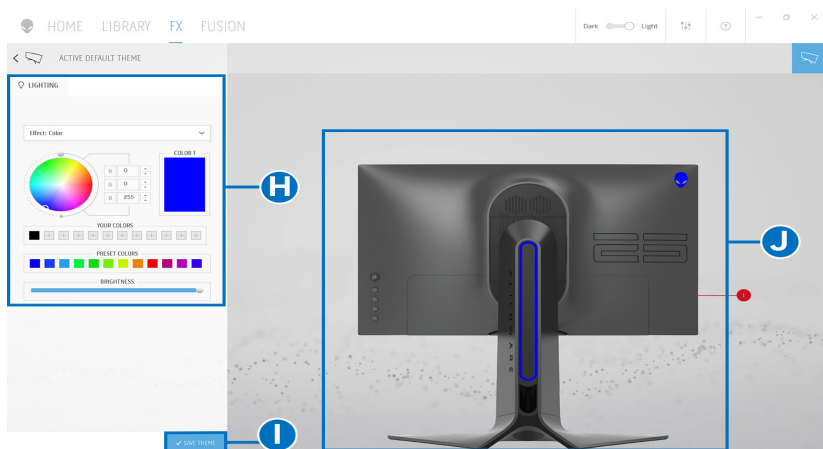 HOME LIBRARY FX FUSION
Dark Light
ACTIVE DEFAULT THEME
LIGHTING
Effect: Color
COLOR 1
R 0
G 0
B 255
YOUR COLORS
PRESET COLORS
BRIGHTNESS
SAVE THEME
H
I
J
1
25